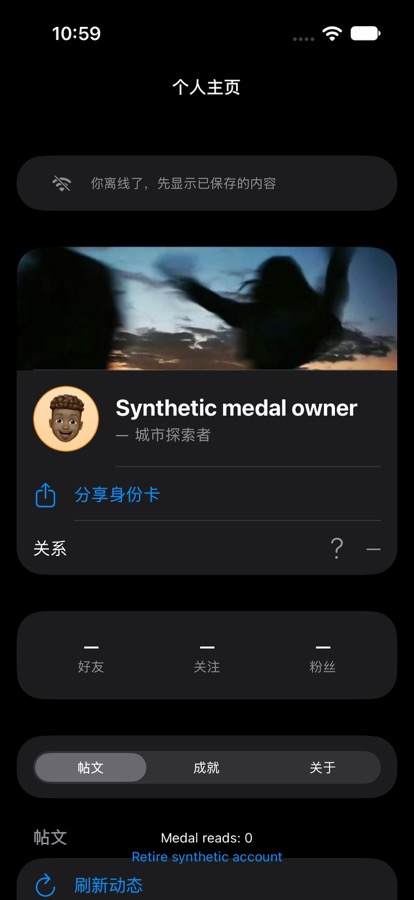 10:59
个人主页
你离线了，先显示已保存的内容
Synthetic medal owner
— 城市探索者
分享身份卡
关系 ? —
— — —
好友 关注 粉丝
帖文 成就 关于
帖文
Medal reads: 0
Retire synthetic account
刷新动态